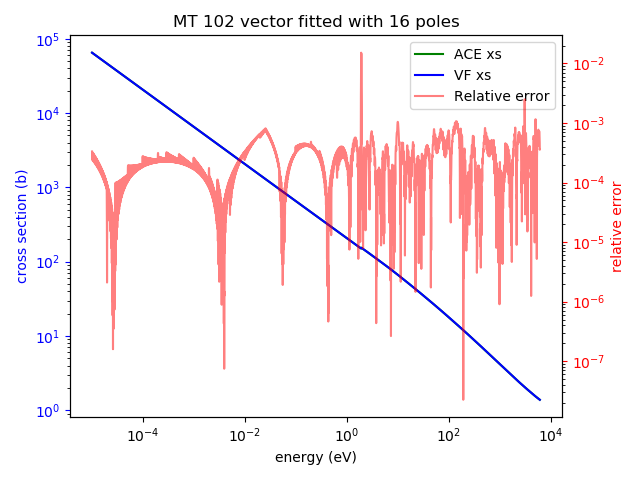 MT 102 vector fitted with 16 poles
ACE xs
VF xs
Relative error
cross section (b)
10^5
10^4
10^3
10^2
10^1
10^0
relative error
10^-2
10^-3
10^-4
10^-5
10^-6
10^-7
10^-4 10^-2 10^0 10^2 10^4
energy (eV)